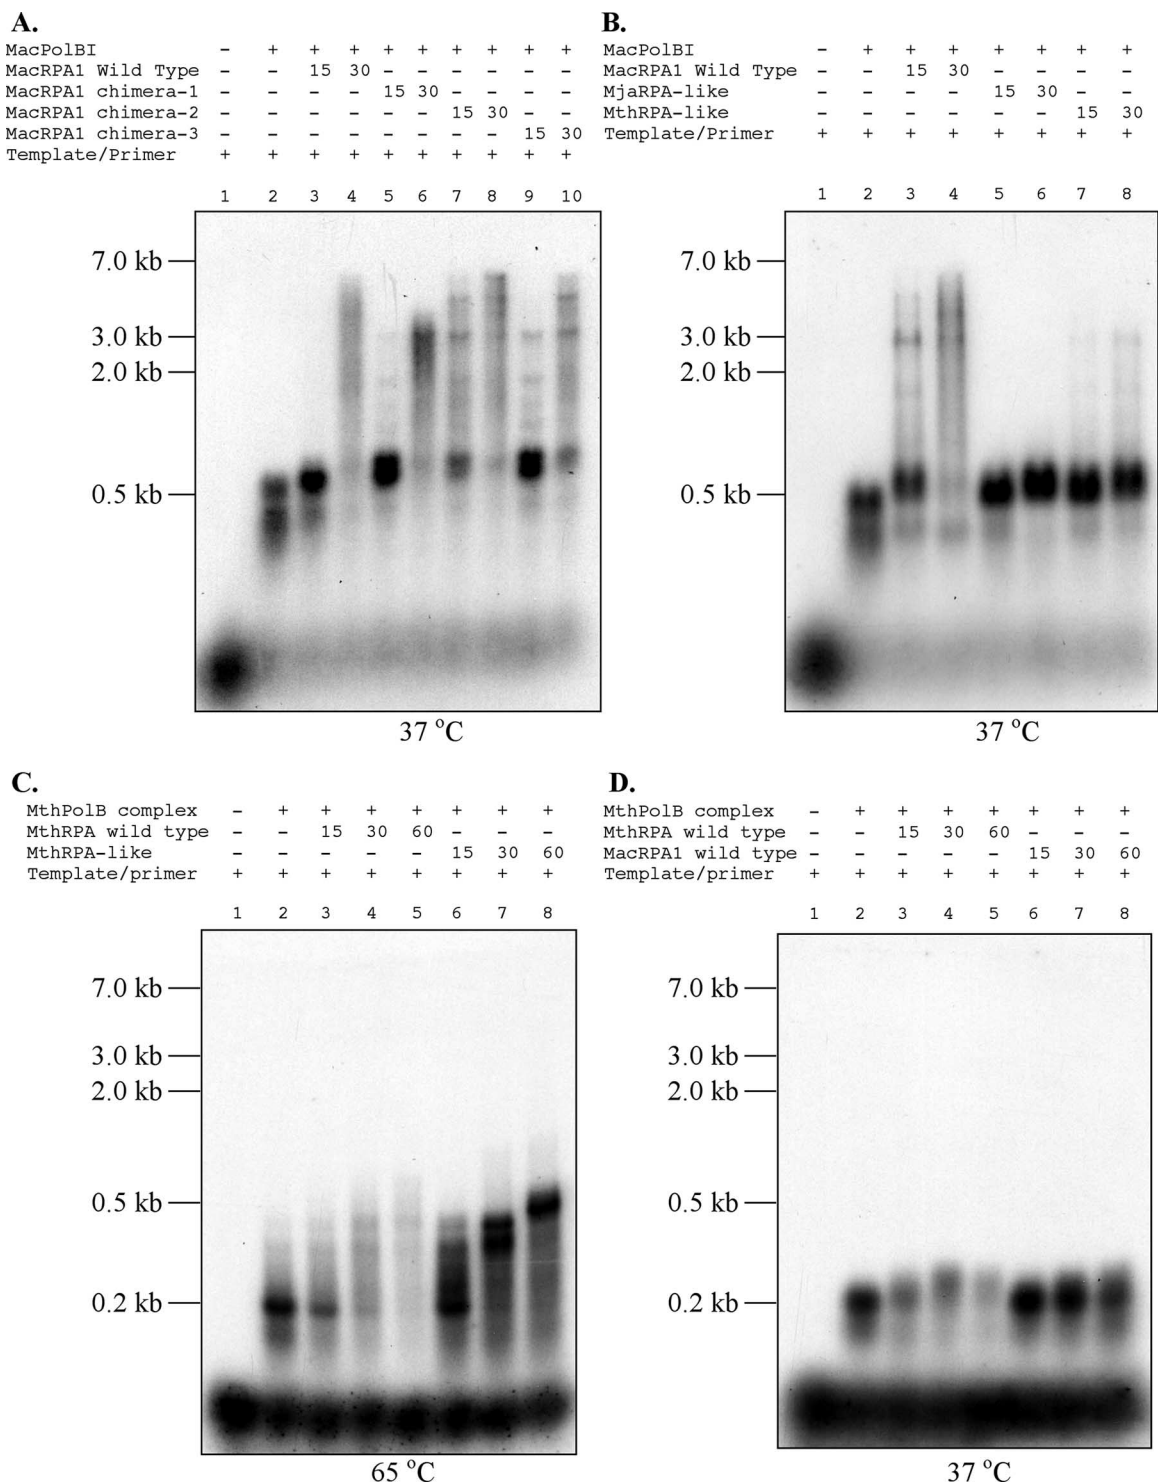 A.
MacPolBI - + + + + + + + + +
MacRPA1 Wild Type - - 15 30 - - - - - -
MacRPA1 chimera-1 - - - - 15 30 - - - -
MacRPA1 chimera-2 - - - - - - 15 30 - -
MacRPA1 chimera-3 - - - - - - - - 15 30
Template/Primer + + + + + + + + + +
1 2 3 4 5 6 7 8 9 10
7.0 kb
3.0 kb
2.0 kb
0.5 kb
37 °C
B.
MacPolBI - + + + + + + +
MacRPA1 Wild Type - - 15 30 - - - -
MjaRPA-like - - - - 15 30 - -
MthRPA-like - - - - - - 15 30
Template/Primer + + + + + + + +
1 2 3 4 5 6 7 8
7.0 kb
3.0 kb
2.0 kb
0.5 kb
37 °C
C.
MthPolB complex - + + + + + + +
MthRPA wild type - - 15 30 60 - - -
MthRPA-like - - - - - 15 30 60
Template/primer + + + + + + + +
1 2 3 4 5 6 7 8
7.0 kb
3.0 kb
2.0 kb
0.5 kb
0.2 kb
65 °C
D.
MthPolB complex - + + + + + + +
MthRPA wild type - - 15 30 60 - - -
MacRPA1 wild type - - - - - 15 30 60
Template/primer + + + + + + + +
1 2 3 4 5 6 7 8
7.0 kb
3.0 kb
2.0 kb
0.5 kb
0.2 kb
37 °C